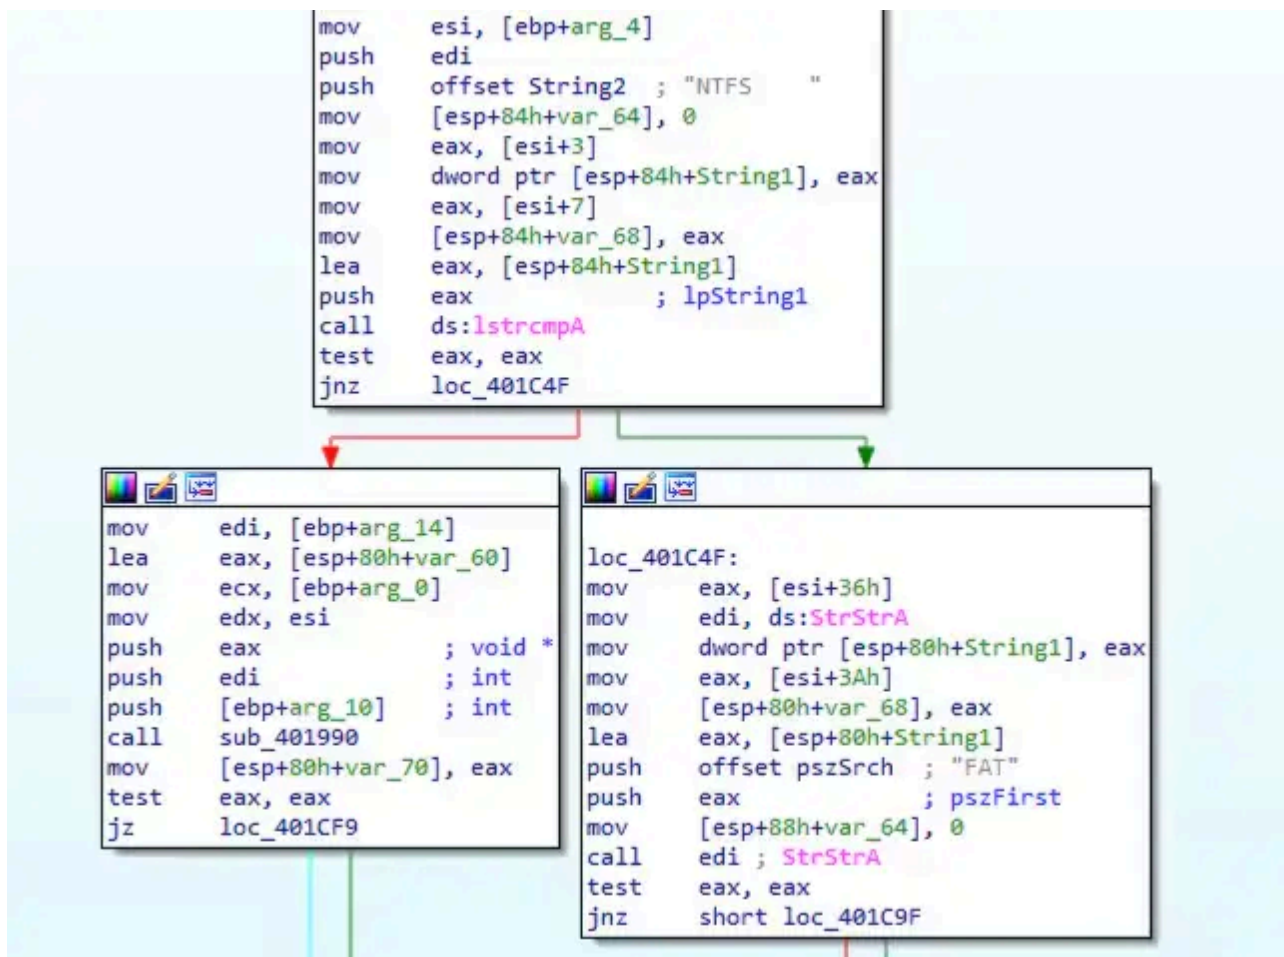 mov esi, [ebp+arg_4]
push edi
push offset String2 ; "NTFS    "
mov [esp+84h+var_64], 0
mov eax, [esi+3]
mov dword ptr [esp+84h+String1], eax
mov eax, [esi+7]
mov [esp+84h+var_68], eax
lea eax, [esp+84h+String1]
push eax ; lpString1
call ds:lstrcmpA
test eax, eax
jnz loc_401C4F
mov edi, [ebp+arg_14]
lea eax, [esp+80h+var_60]
mov ecx, [ebp+arg_0]
mov edx, esi
push eax ; void *
push edi ; int
push [ebp+arg_10] ; int
call sub_401990
mov [esp+80h+var_70], eax
test eax, eax
jz loc_401CF9
loc_401C4F:
mov eax, [esi+36h]
mov edi, ds:StrStrA
mov dword ptr [esp+80h+String1], eax
mov eax, [esi+3Ah]
mov [esp+80h+var_68], eax
lea eax, [esp+80h+String1]
push offset pszSrch ; "FAT"
push eax ; pszFirst
mov [esp+88h+var_64], 0
call edi ; StrStrA
test eax, eax
jnz short loc_401C9F